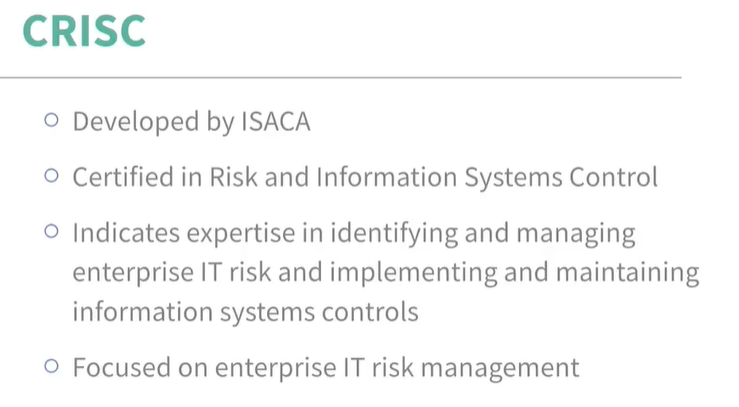 CRISC
Developed by ISACA
Certified in Risk and Information Systems Control
Indicates expertise in identifying and managing
enterprise IT risk and implementing and maintaining
information systems controls
Focused on enterprise IT risk management